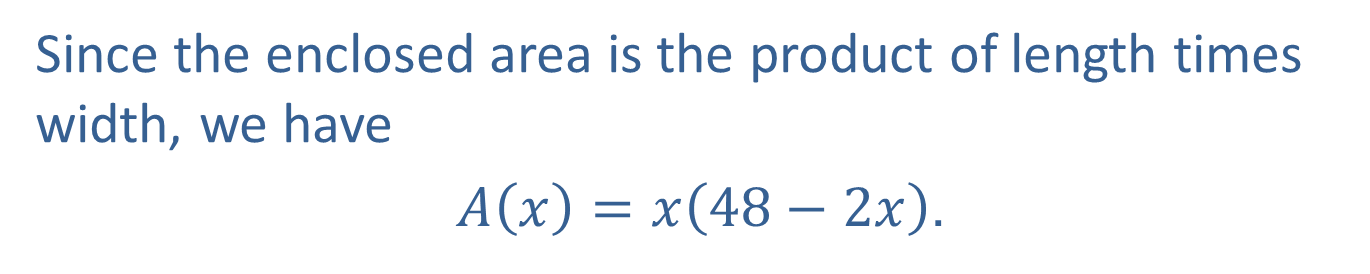 Since the enclosed area is the product of length times
width, we have
A(x) = x(48 − 2x).